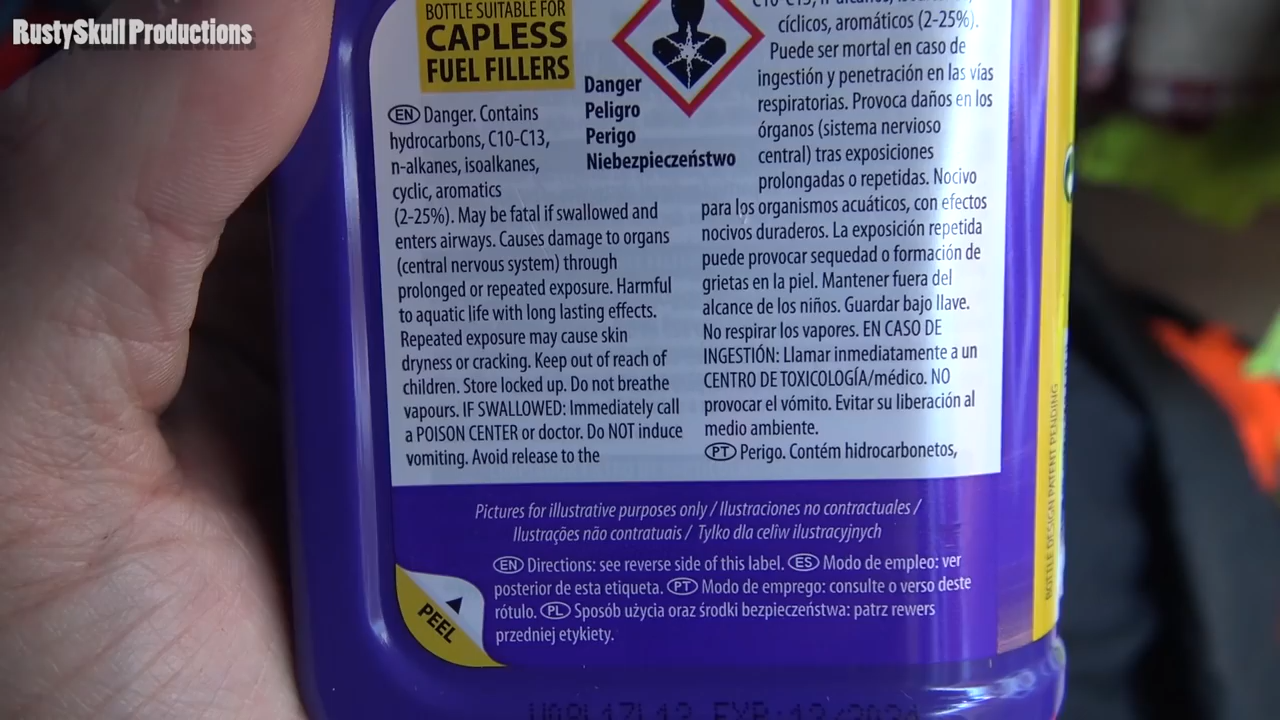 RustySkull Productions
BOTTLE SUITABLE FOR
CAPLESS
FUEL FILLERS
Danger
Peligro
Perigo
Niebezpieczeństwo
EN Danger. Contains
hydrocarbons, C10-C13,
n-alkanes, isoalkanes,
cyclic, aromatics
(2-25%). May be fatal if swallowed and
enters airways. Causes damage to organs
(central nervous system) through
prolonged or repeated exposure. Harmful
to aquatic life with long lasting effects.
Repeated exposure may cause skin
dryness or cracking. Keep out of reach of
children. Store locked up. Do not breathe
vapours. IF SWALLOWED: Immediately call
a POISON CENTER or doctor. Do NOT induce
vomiting. Avoid release to the
cíclicos, aromáticos (2-25%).
Puede ser mortal en caso de
ingestión y penetración en las vías
respiratorias. Provoca daños en los
órganos (sistema nervioso
central) tras exposiciones
prolongadas o repetidas. Nocivo
para los organismos acuáticos, con efectos
nocivos duraderos. La exposición repetida
puede provocar sequedad o formación de
grietas en la piel. Mantener fuera del
alcance de los niños. Guardar bajo llave.
No respirar los vapores. EN CASO DE
INGESTIÓN: Llamar inmediatamente a un
CENTRO DE TOXICOLOGÍA/médico. NO
provocar el vómito. Evitar su liberación al
medio ambiente.
PT Perigo. Contém hidrocarbonetos,
Pictures for illustrative purposes only / Ilustraciones no contractuales /
Ilustrações não contratuais / Tylko dla celiw ilustracyjnych
EN Directions: see reverse side of this label. ES Modo de empleo: ver
posterior de esta etiqueta. PT Modo de emprego: consulte o verso deste
rótulo. PL Sposób użycia oraz środki bezpieczeństwa: patrz rewers
przedniej etykiety.
PEEL
BOTTLE DESIGN PATENT PENDING